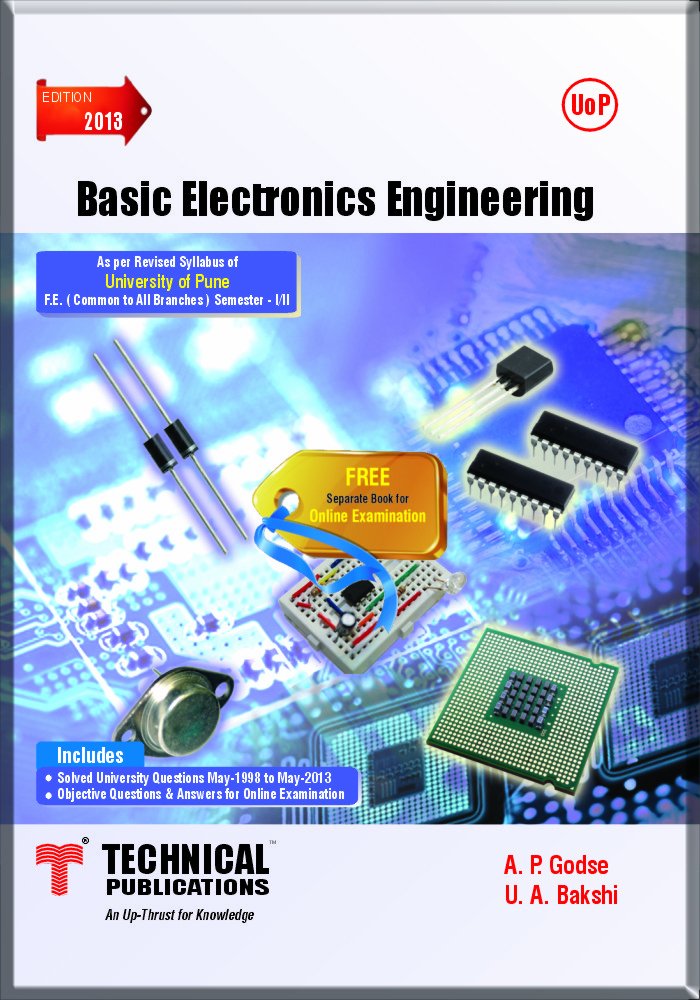 EDITION
2013
UoP
Basic Electronics Engineering
As per Revised Syllabus of
University of Pune
F.E. ( Common to All Branches ) Semester - I/II
FREE
Separate Book for
Online Examination
Includes
● Solved University Questions May-1998 to May-2013
● Objective Questions & Answers for Online Examination
® TECHNICAL™
PUBLICATIONS
An Up-Thrust for Knowledge
A. P. Godse
U. A. Bakshi